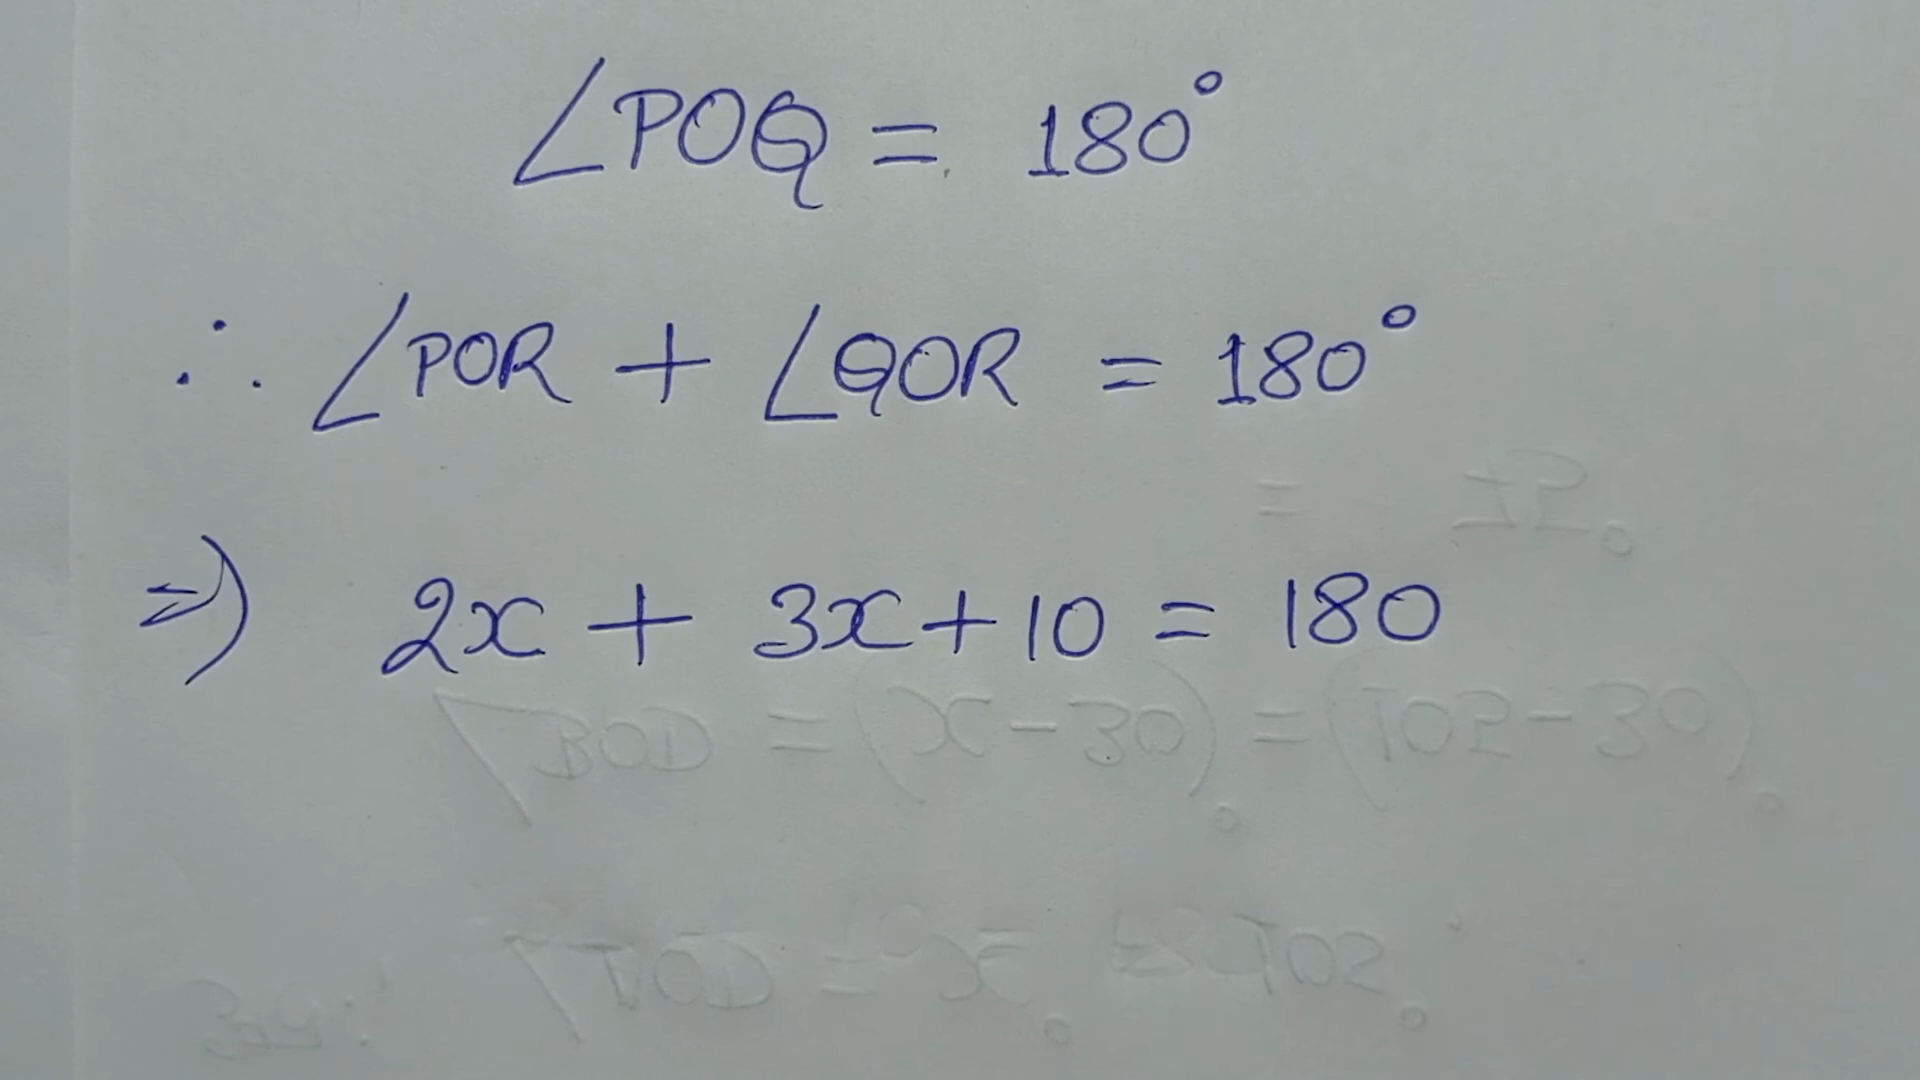 ∠POQ = 180°
∴ ∠POR + ∠QOR = 180°
⇒) 2x + 3x + 10 = 180